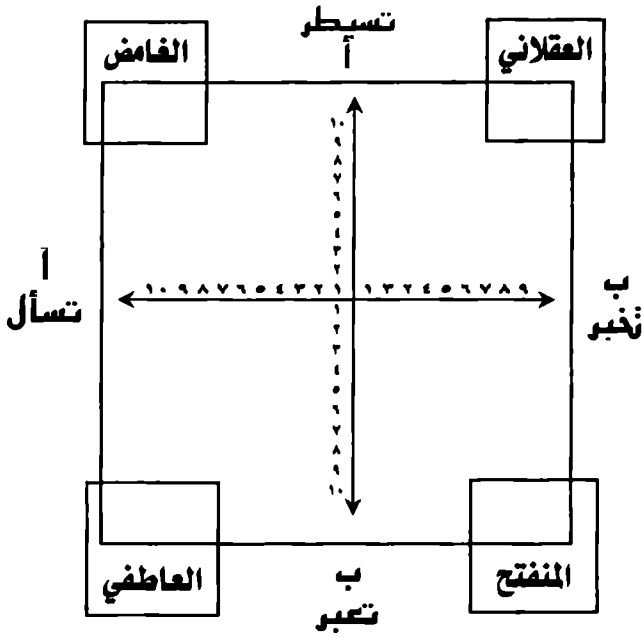 تسيطر
أ
الغامض
العقلاني
١٠
٩
٨
٧
٦
٥
٤
٣
٢
١٠ ٩ ٨ ٧ ٦ ٥ ٤ ٣ ٢ ١ ١ ٣ ٢ ٤ ٥ ٦ ٧ ٨ ٩
١
٢
٣
٤
٥
٦
٧
٨
٩
١٠
أ
تسأل
ب
تخبر
العاطفي
المنفتح
ب
تعبر